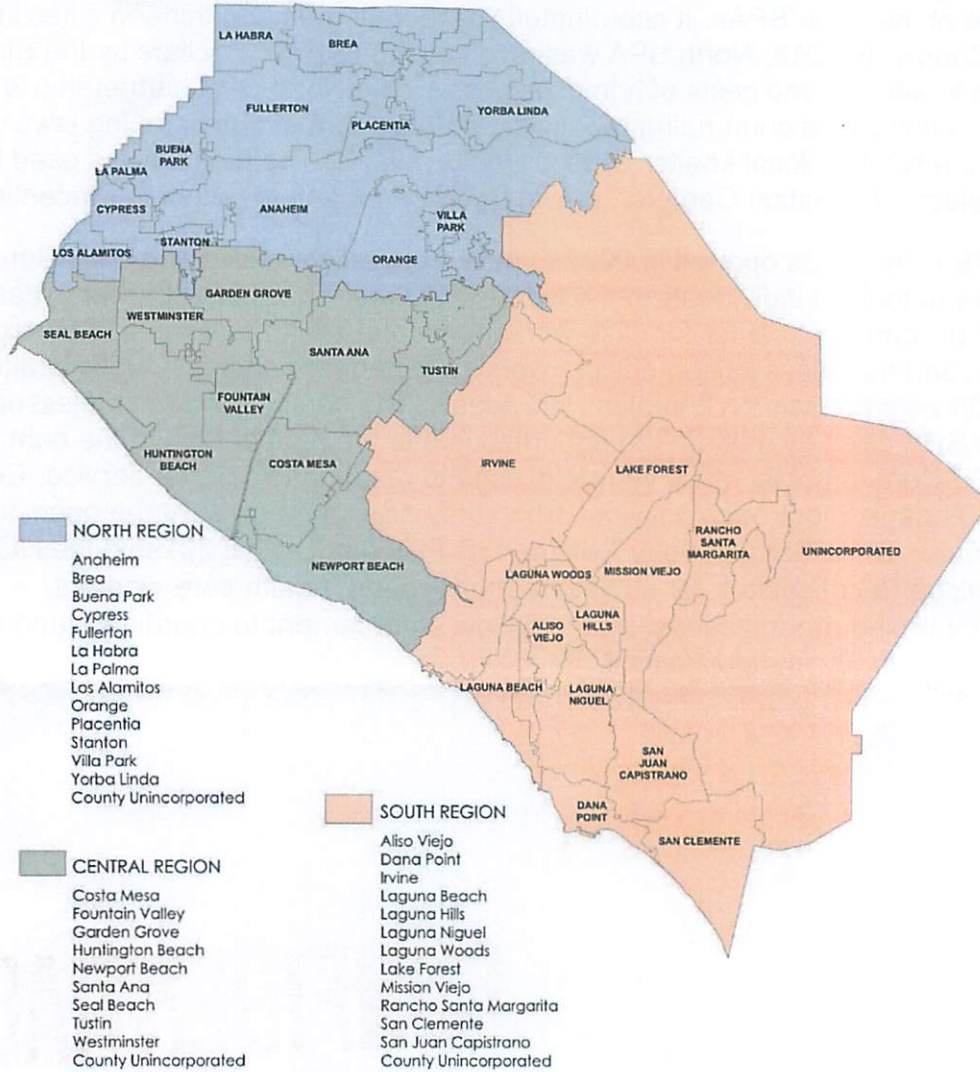 LA HABRA
BREA
FULLERTON
PLACENTIA
YORBA LINDA
BUENA
PARK
LA PALMA
CYPRESS
ANAHEIM
VILLA
PARK
STANTON
LOS ALAMITOS
ORANGE
GARDEN GROVE
WESTMINSTER
SEAL BEACH
SANTA ANA
TUSTIN
FOUNTAIN
VALLEY
HUNTINGTON
BEACH
COSTA MESA
IRVINE
LAKE FOREST
RANCHO
SANTA
MARGARITA
UNINCORPORATED
NEWPORT BEACH
LAGUNA WOODS
MISSION VIEJO
LAGUNA
HILLS
ALISO
VIEJO
LAGUNA BEACH
LAGUNA
NIGUEL
SAN
JUAN
CAPISTRANO
DANA
POINT
SAN CLEMENTE
NORTH REGION
Anaheim
Brea
Buena Park
Cypress
Fullerton
La Habra
La Palma
Los Alamitos
Orange
Placentia
Stanton
Villa Park
Yorba Linda
County Unincorporated
CENTRAL REGION
Costa Mesa
Fountain Valley
Garden Grove
Huntington Beach
Newport Beach
Santa Ana
Seal Beach
Tustin
Westminster
County Unincorporated
SOUTH REGION
Aliso Viejo
Dana Point
Irvine
Laguna Beach
Laguna Hills
Laguna Niguel
Laguna Woods
Lake Forest
Mission Viejo
Rancho Santa Margarita
San Clemente
San Juan Capistrano
County Unincorporated